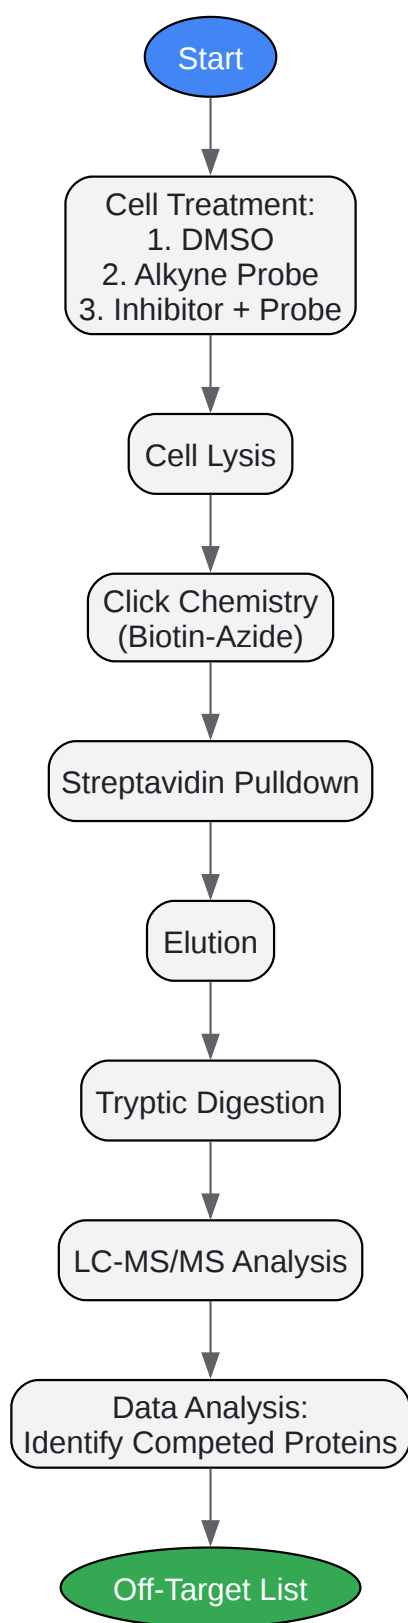 Start
Cell Treatment:
1. DMSO
2. Alkyne Probe
3. Inhibitor + Probe
Cell Lysis
Click Chemistry
(Biotin-Azide)
Streptavidin Pulldown
Elution
Tryptic Digestion
LC-MS/MS Analysis
Data Analysis:
Identify Competed Proteins
Off-Target List